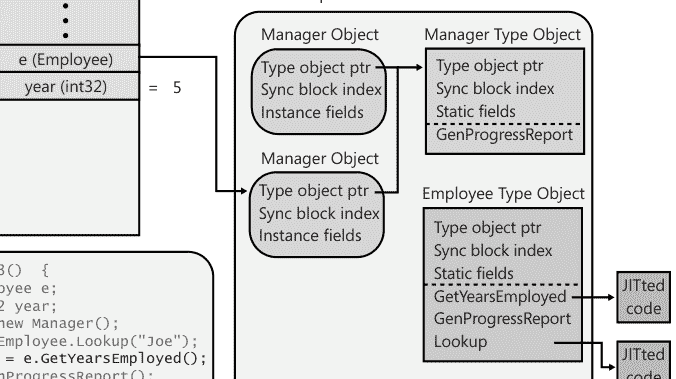 e (Employee)
year (int32)
= 5
Manager Object
Type object ptr
Sync block index
Instance fields
Manager Object
Type object ptr
Sync block index
Instance fields
Manager Type Object
Type object ptr
Sync block index
Static fields
GenProgressReport
Employee Type Object
Type object ptr
Sync block index
Static fields
GetYearsEmployed
GenProgressReport
Lookup
JITted
code
JITted
code
3() {
oyee e;
2 year;
new Manager();
Employee.Lookup("Joe");
= e.GetYearsEmployed();
nProgressReport();